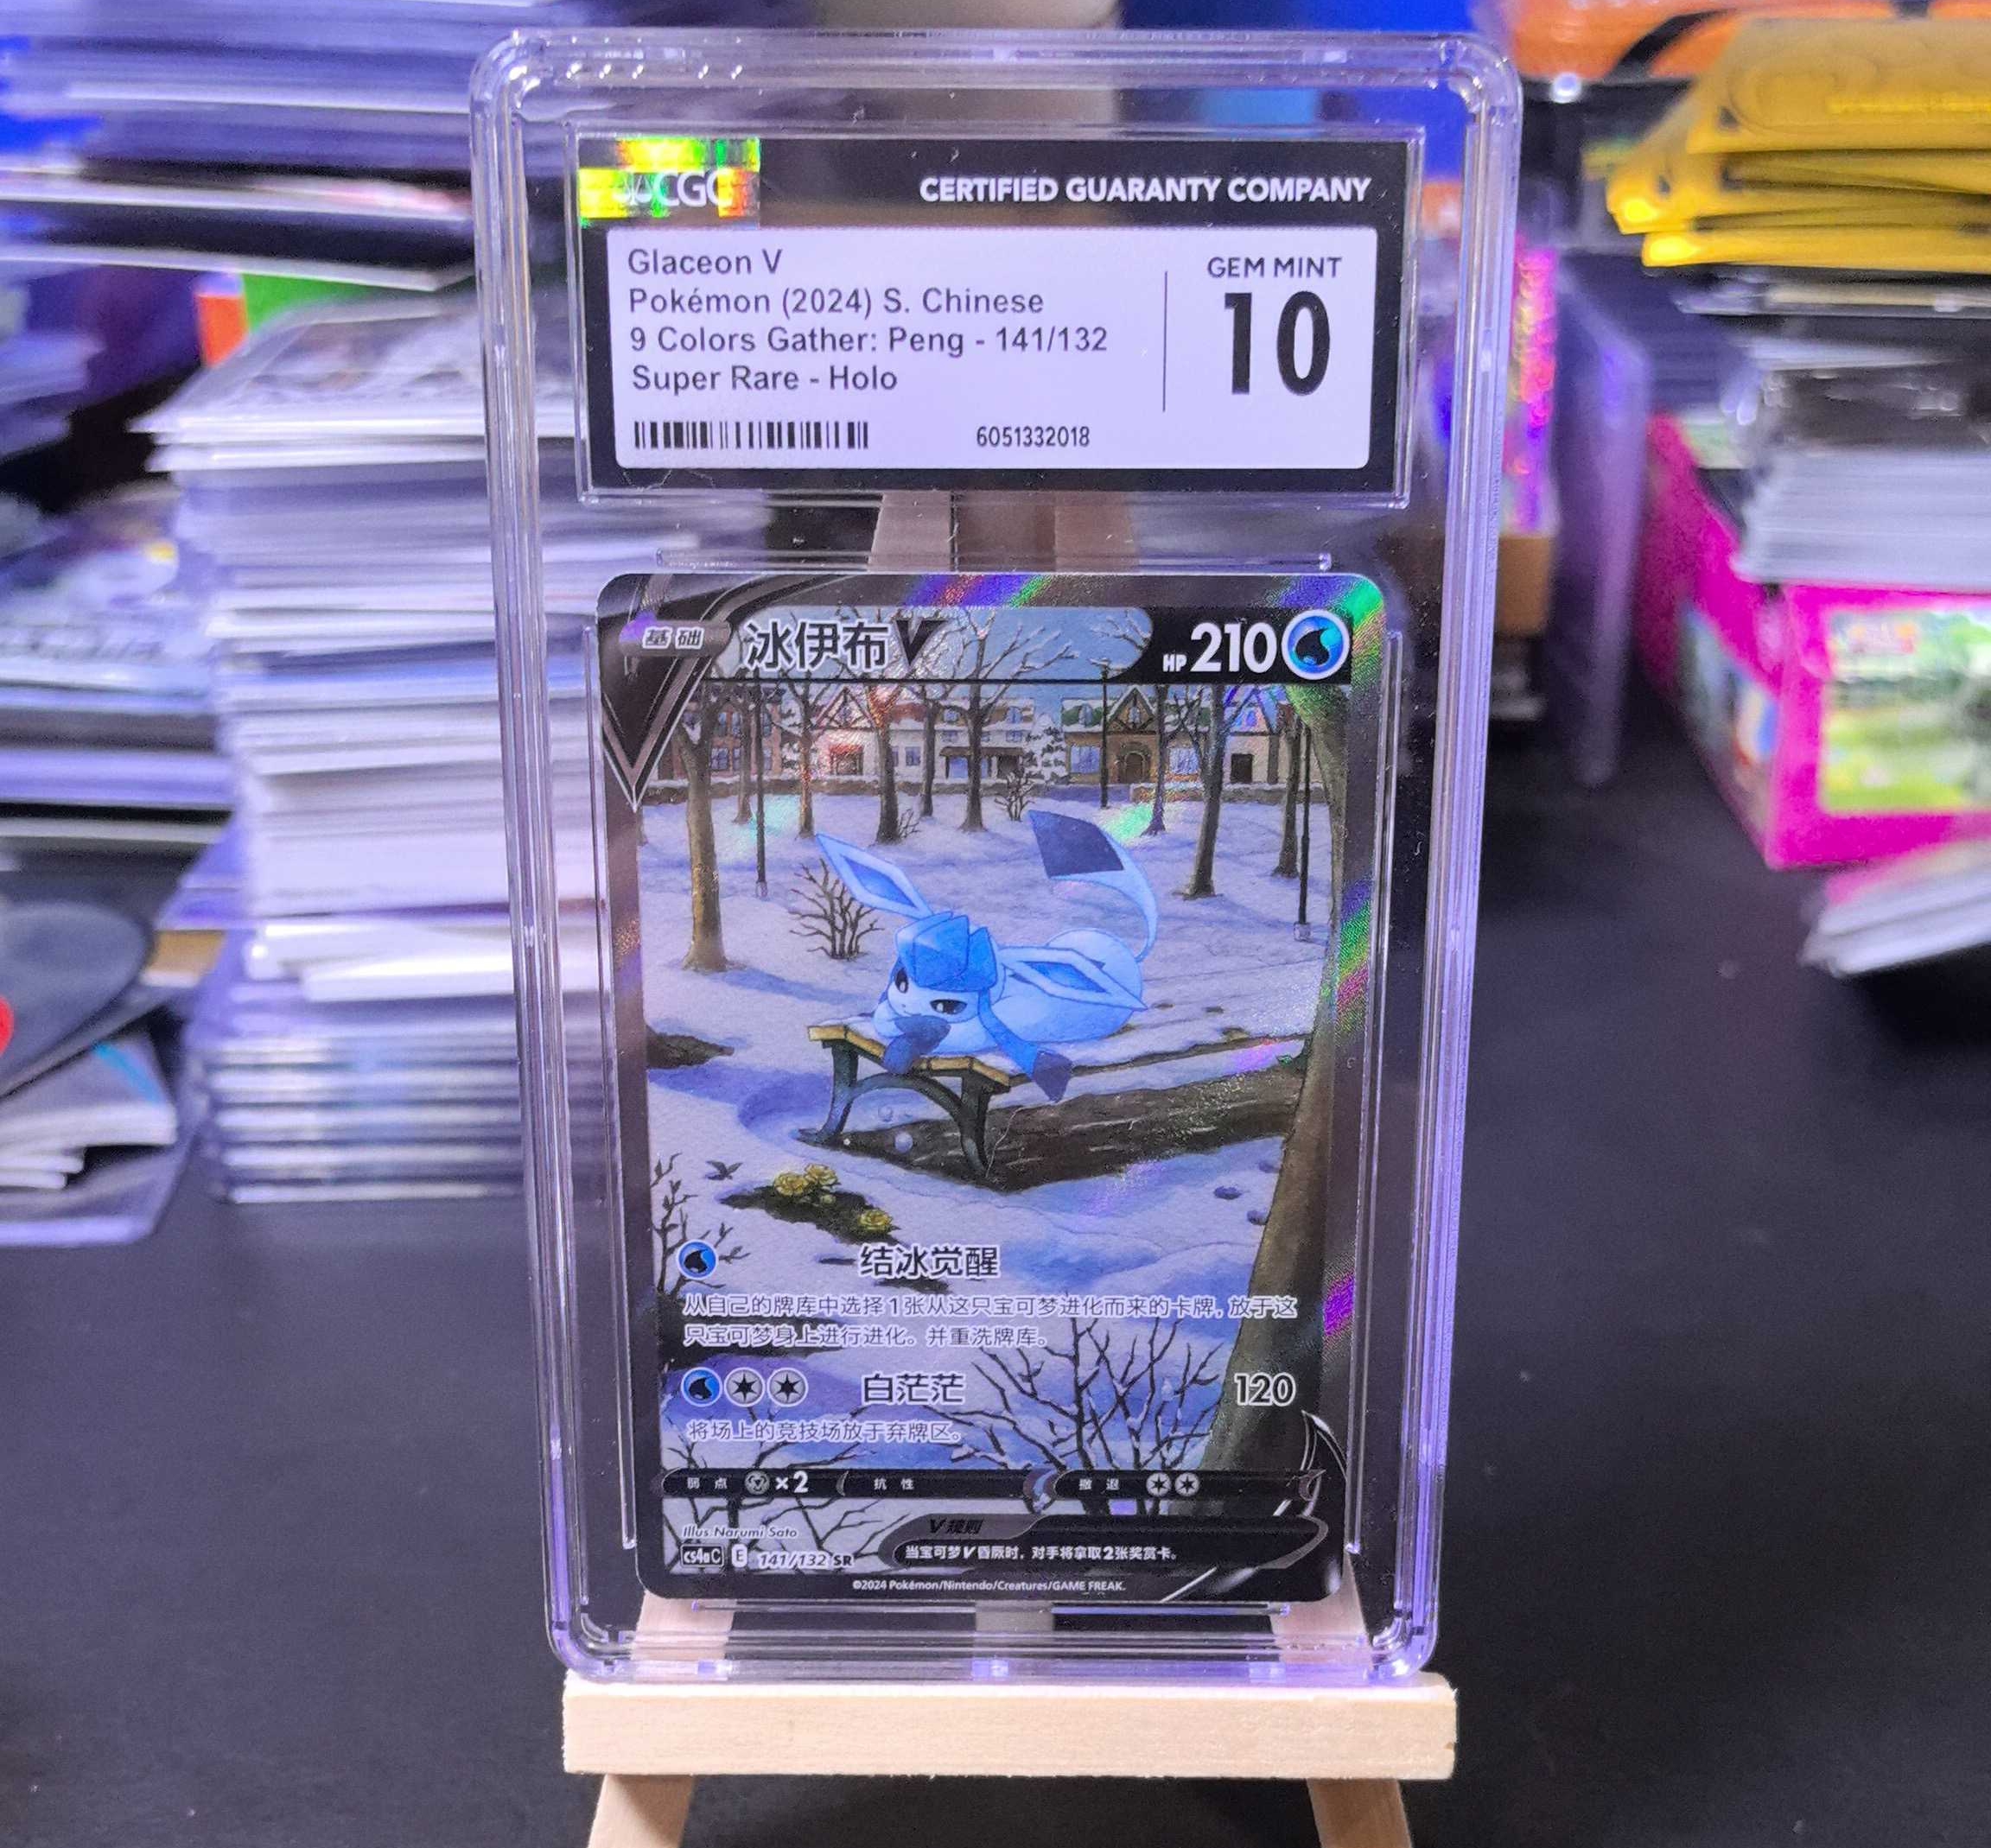 CGC
CERTIFIED GUARANTY COMPANY
Glaceon V
Pokémon (2024) S. Chinese
9 Colors Gather: Peng - 141/132
Super Rare - Holo
6051332018
GEM MINT
10
基础
冰伊布V
HP210
结冰觉醒
从自己的牌库中选择1张从这只宝可梦进化而来的卡牌，放于这
只宝可梦身上进行进化。并重洗牌库。
白茫茫 120
将场上的竞技场放于弃牌区。
弱点 ×2 抗性 撤退
Illus. Narumi Sato
V规则
当宝可梦V昏厥时，对手将拿取2张奖赏卡。
cs4aC E 141/132 SR
©2024 Pokémon/Nintendo/Creatures/GAME FREAK.